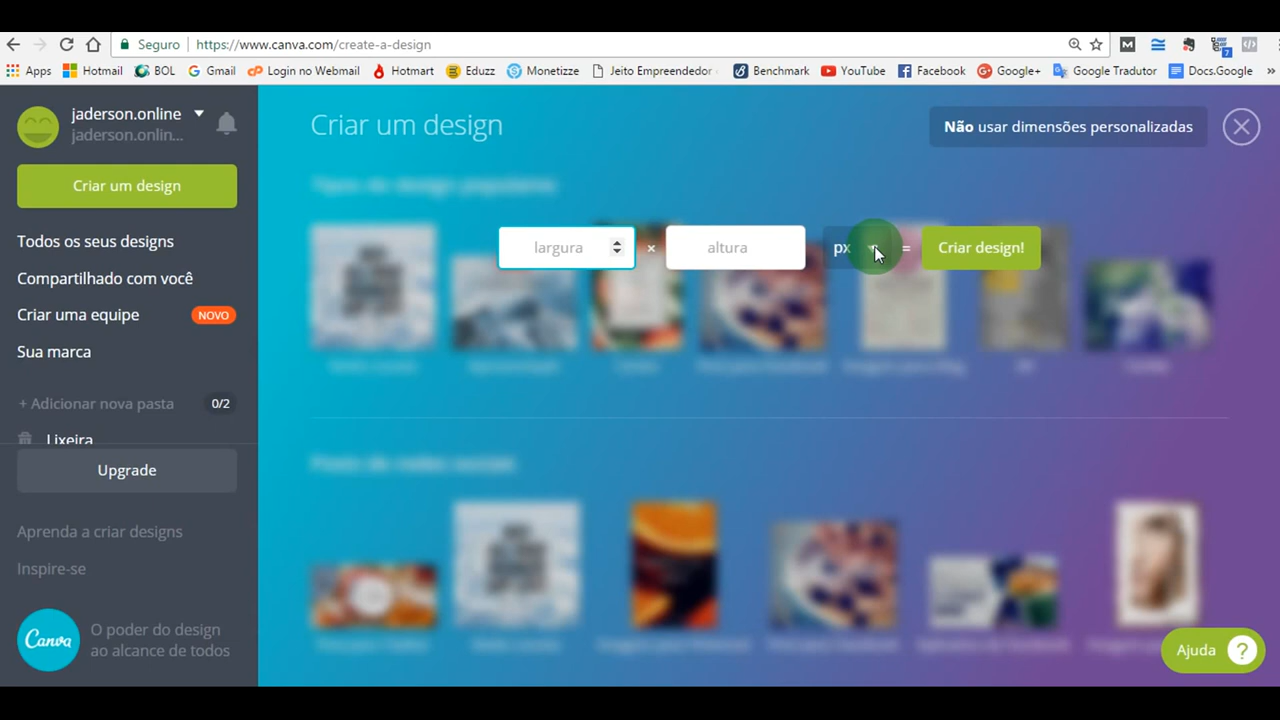 Seguro
https://www.canva.com/create-a-design
M
7
Apps
Hotmail
BOL
Gmail
Login no Webmail
Hotmart
Eduzz
Monetizze
Jeito Empreendedor
Benchmark
YouTube
Facebook
Google+
Google Tradutor
Docs.Google
»
jaderson.online
jaderson.onlin...
Criar um design
Todos os seus designs
Compartilhado com você
Criar uma equipe
NOVO
Sua marca
+ Adicionar nova pasta
0/2
Lixeira
Upgrade
Aprenda a criar designs
Inspire-se
Canva
O poder do design
ao alcance de todos
Criar um design
Não usar dimensões personalizadas
largura × altura px = Criar design!
Ajuda ?